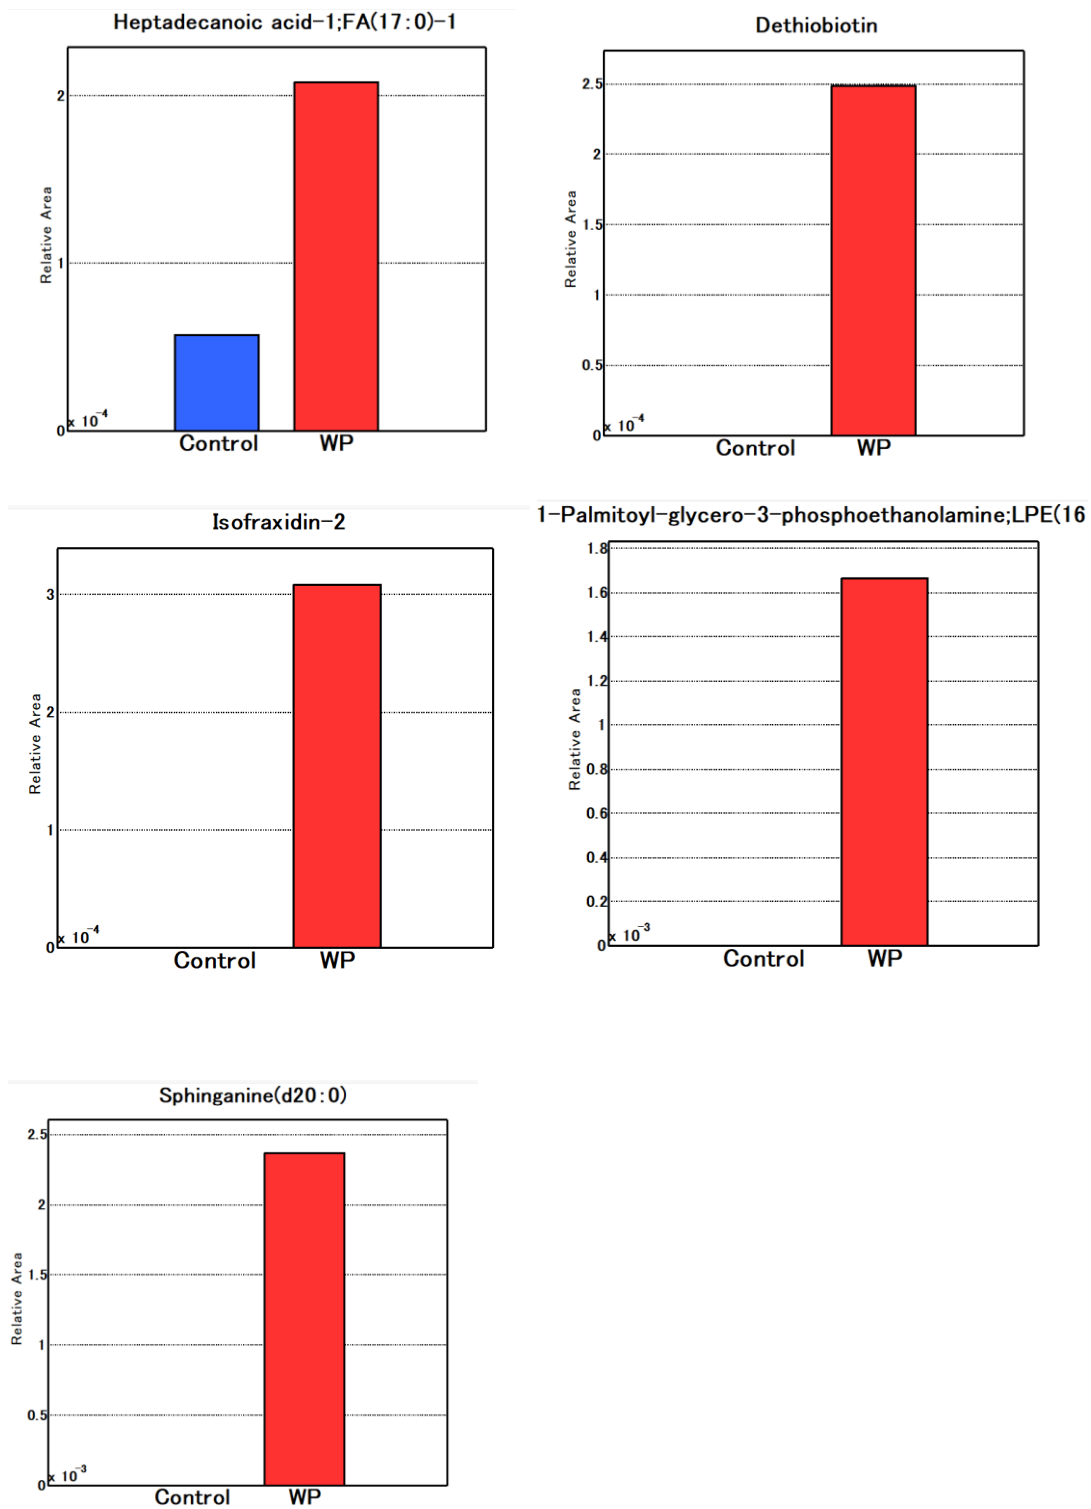 Heptadecanoic acid-1;FA(17:0)-1
2
1
0
Relative Area
x 10-4
Control WP
Dethiobiotin
2.5
2
1.5
1
0.5
0
Relative Area
x 10-4
Control WP
Isofraxidin-2
3
2
1
0
Relative Area
x 10-4
Control WP
1-Palmitoyl-glycero-3-phosphoethanolamine;LPE(16
1.8
1.6
1.4
1.2
1
0.8
0.6
0.4
0.2
0
Relative Area
x 10-3
Control WP
Sphinganine(d20:0)
2.5
2
1.5
1
0.5
0
Relative Area
x 10-3
Control WP